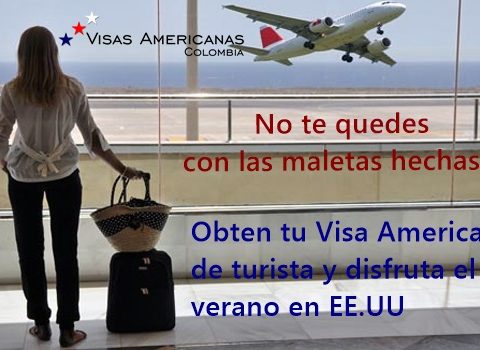 VISAS AMERICANAS
COLOMBIA
No te quedes
con las maletas hechas
Obten tu Visa America
de turista y disfruta el
verano en EE.UU